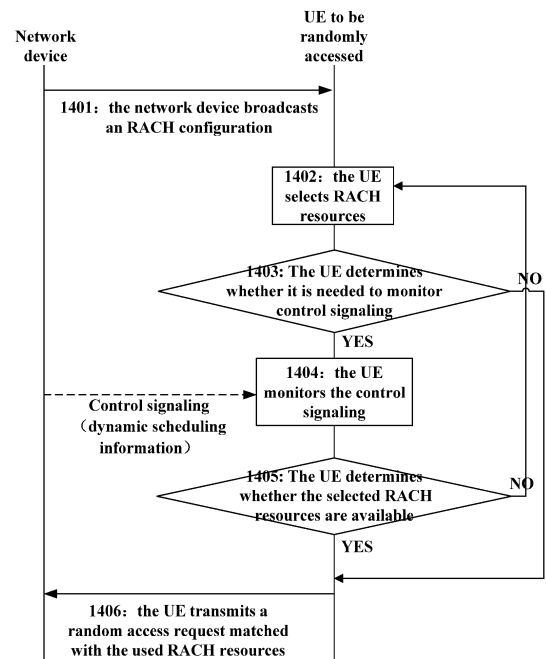 Network
device
UE to be
randomly
accessed
1401: the network device broadcasts
an RACH configuration
1402: the UE
selects RACH
resources
1403: The UE determines
whether it is needed to monitor
control signaling
NO
YES
1404: the UE
monitors the control
signaling
Control signaling
(dynamic scheduling
information)
1405: The UE determines
whether the selected RACH
resources are available
NO
YES
1406: the UE transmits a
random access request matched
with the used RACH resources